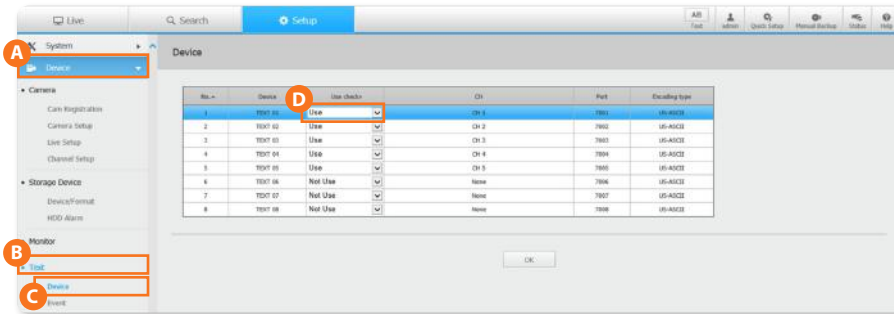 Live Search Setup AB Text admin Quick Setup Manual Backup Status Help
A System
Device
Device
Camera
Cam Registration
Camera Setup
Live Setup
Channel Setup
Storage Device
Device/Format
HDD Alarm
Monitor
B Text
C Device
Event
No. Device D Use check CH Port Encoding type
1 TEXT 01 Use CH 1 7001 US-ASCII
2 TEXT 02 Use CH 2 7002 US-ASCII
3 TEXT 03 Use CH 3 7003 US-ASCII
4 TEXT 04 Use CH 4 7004 US-ASCII
5 TEXT 05 Use CH 5 7005 US-ASCII
6 TEXT 06 Not Use None 7006 US-ASCII
7 TEXT 07 Not Use None 7007 US-ASCII
8 TEXT 08 Not Use None 7008 US-ASCII
OK